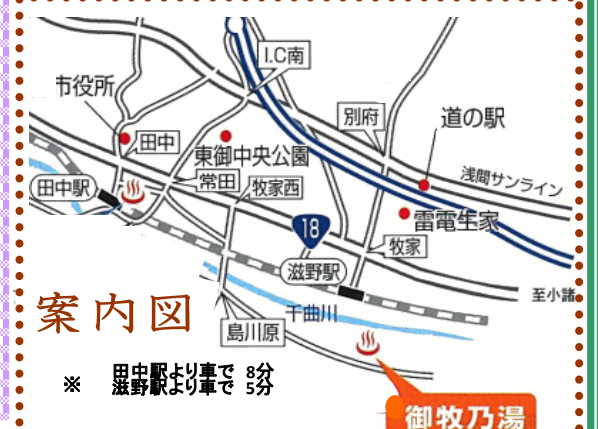 I.C南
市役所
別府
道の駅
田中
東御中央公園
浅間サンライン
田中駅
常田
牧家西
18
雷電生家
牧家
滋野駅
至小諸
千曲川
案内図
島川原
※ 田中駅より車で 8分
滋野駅より車で 5分
御牧乃湯